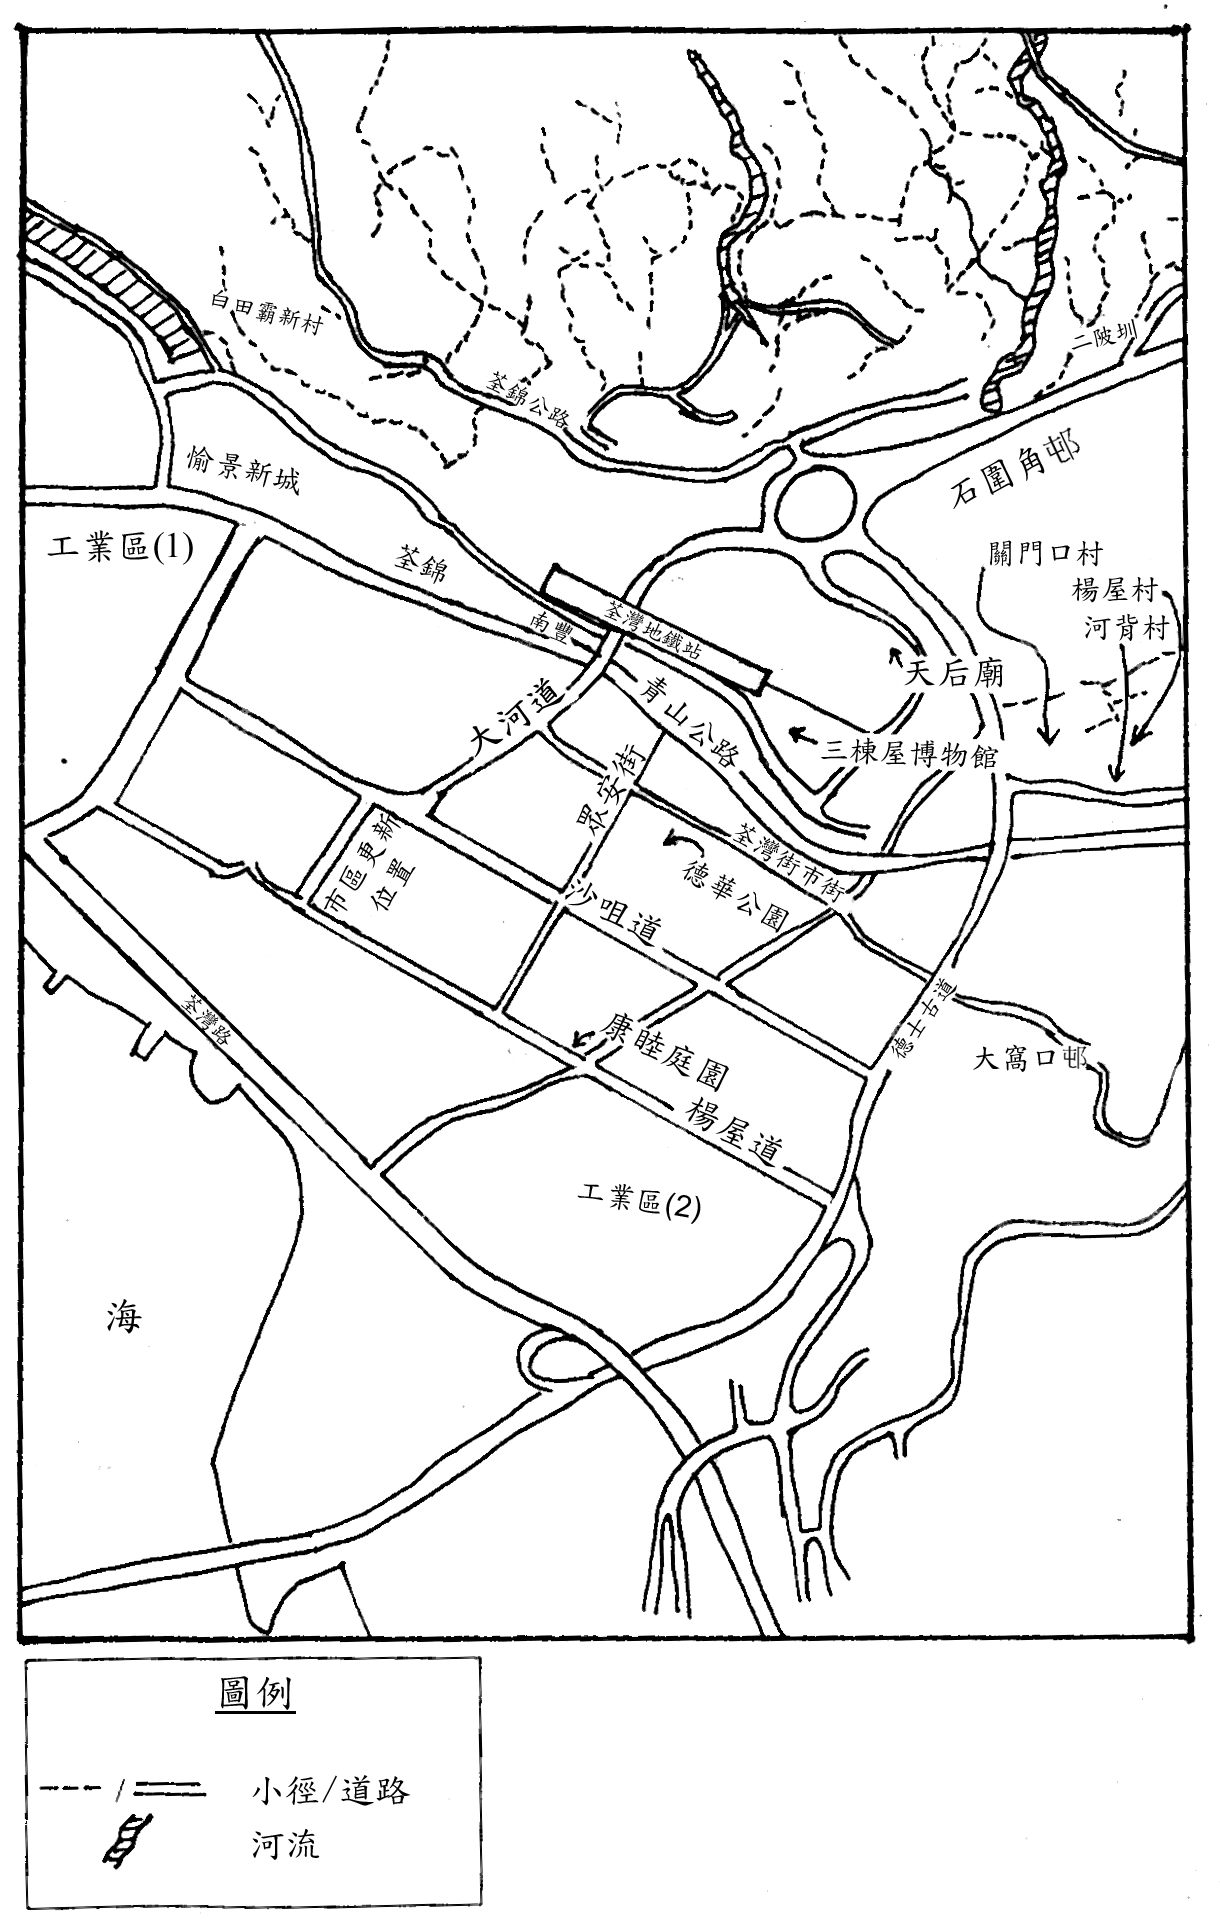 白田霸新村
荃錦公路
二陂圳
愉景新城
石圍角邨
工業區(1)
荃錦
關門口村
楊屋村
河背村
荃灣地鐵站
南豐
天后廟
青山公路
大河道
三棟屋博物館
眾安街
市區更新
位置
荃灣街市街
德華公園
沙咀道
荃灣路
德士古道
康睦庭園
大窩口邨
楊屋道
工業區(2)
海
圖例
小徑/道路
河流